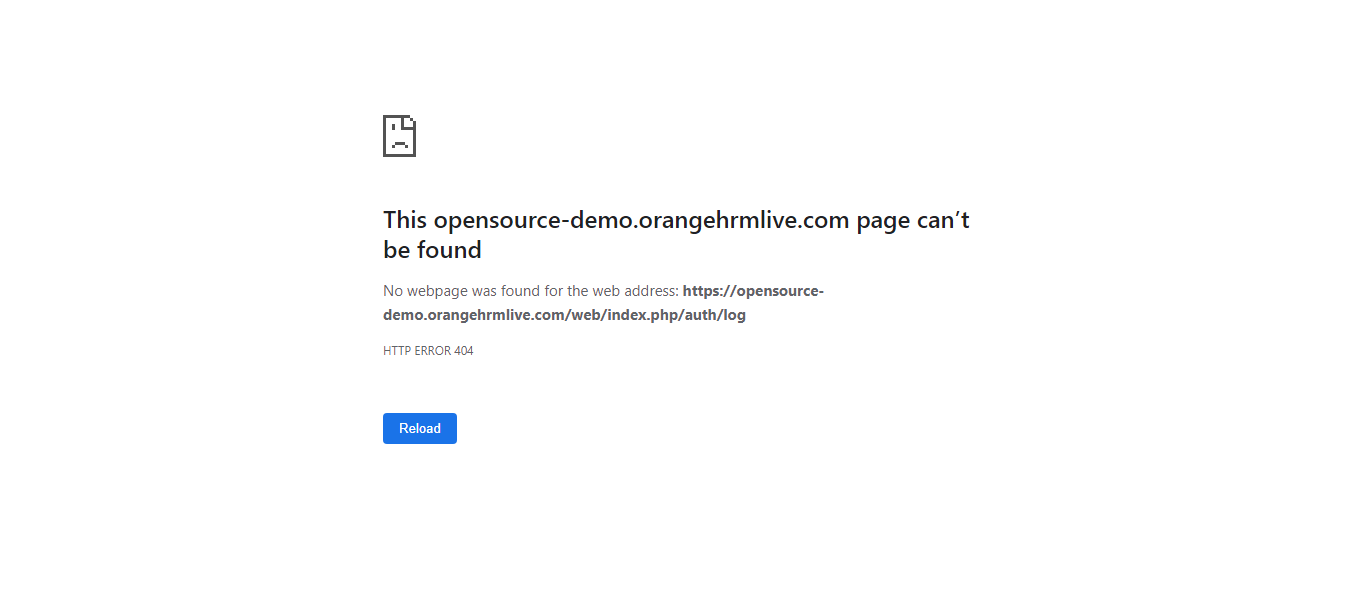 This opensource-demo.orangehrmlive.com page can’t
be found
No webpage was found for the web address: https://opensource-
demo.orangehrmlive.com/web/index.php/auth/log
HTTP ERROR 404
Reload